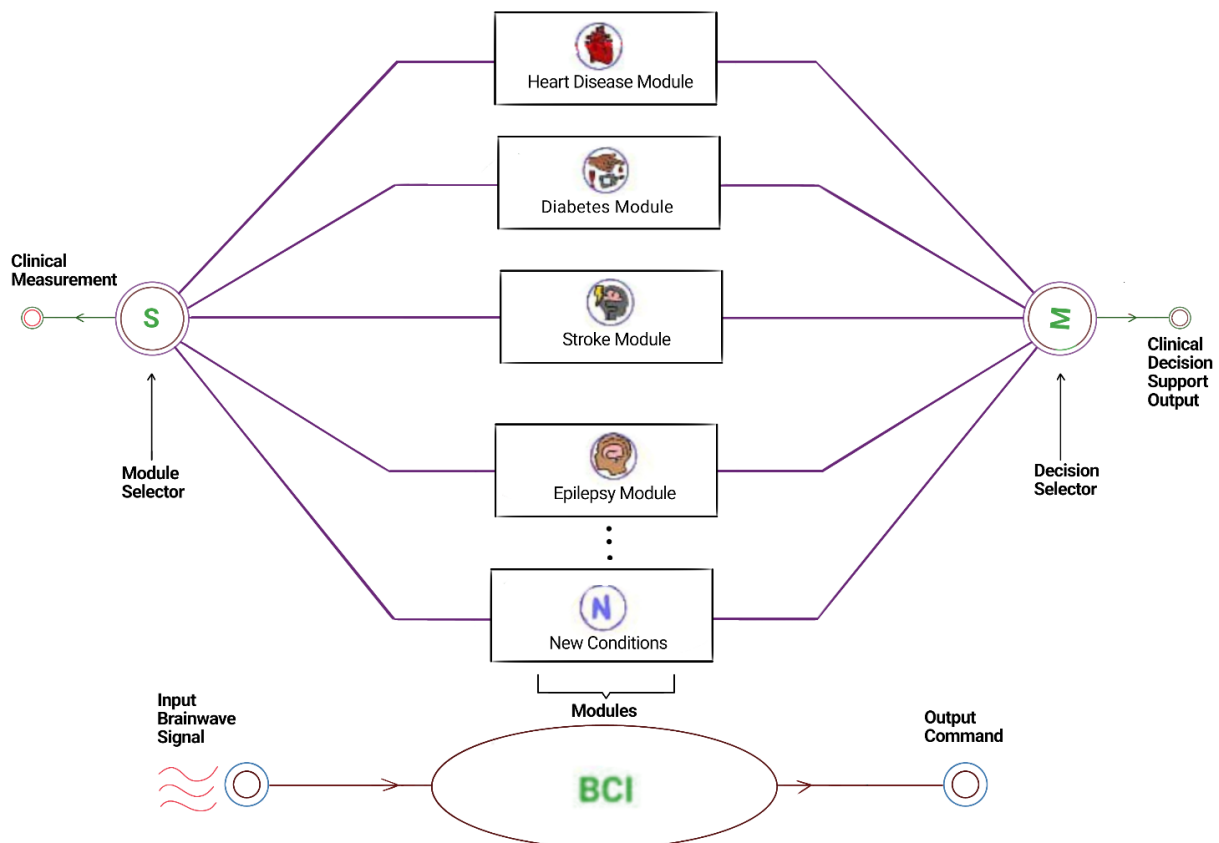 Heart Disease Module
Diabetes Module
Clinical
Measurement
S
Stroke Module
M
Clinical
Decision
Support
Output
Module
Selector
Epilepsy Module
Decision
Selector
N
New Conditions
Modules
Input
Brainwave
Signal
Output
Command
BCI